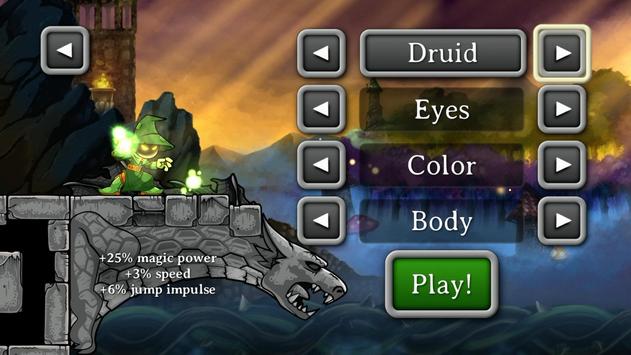 Druid
Eyes
Color
Body
+25% magic power
+3% speed
+6% jump impulse
Play!